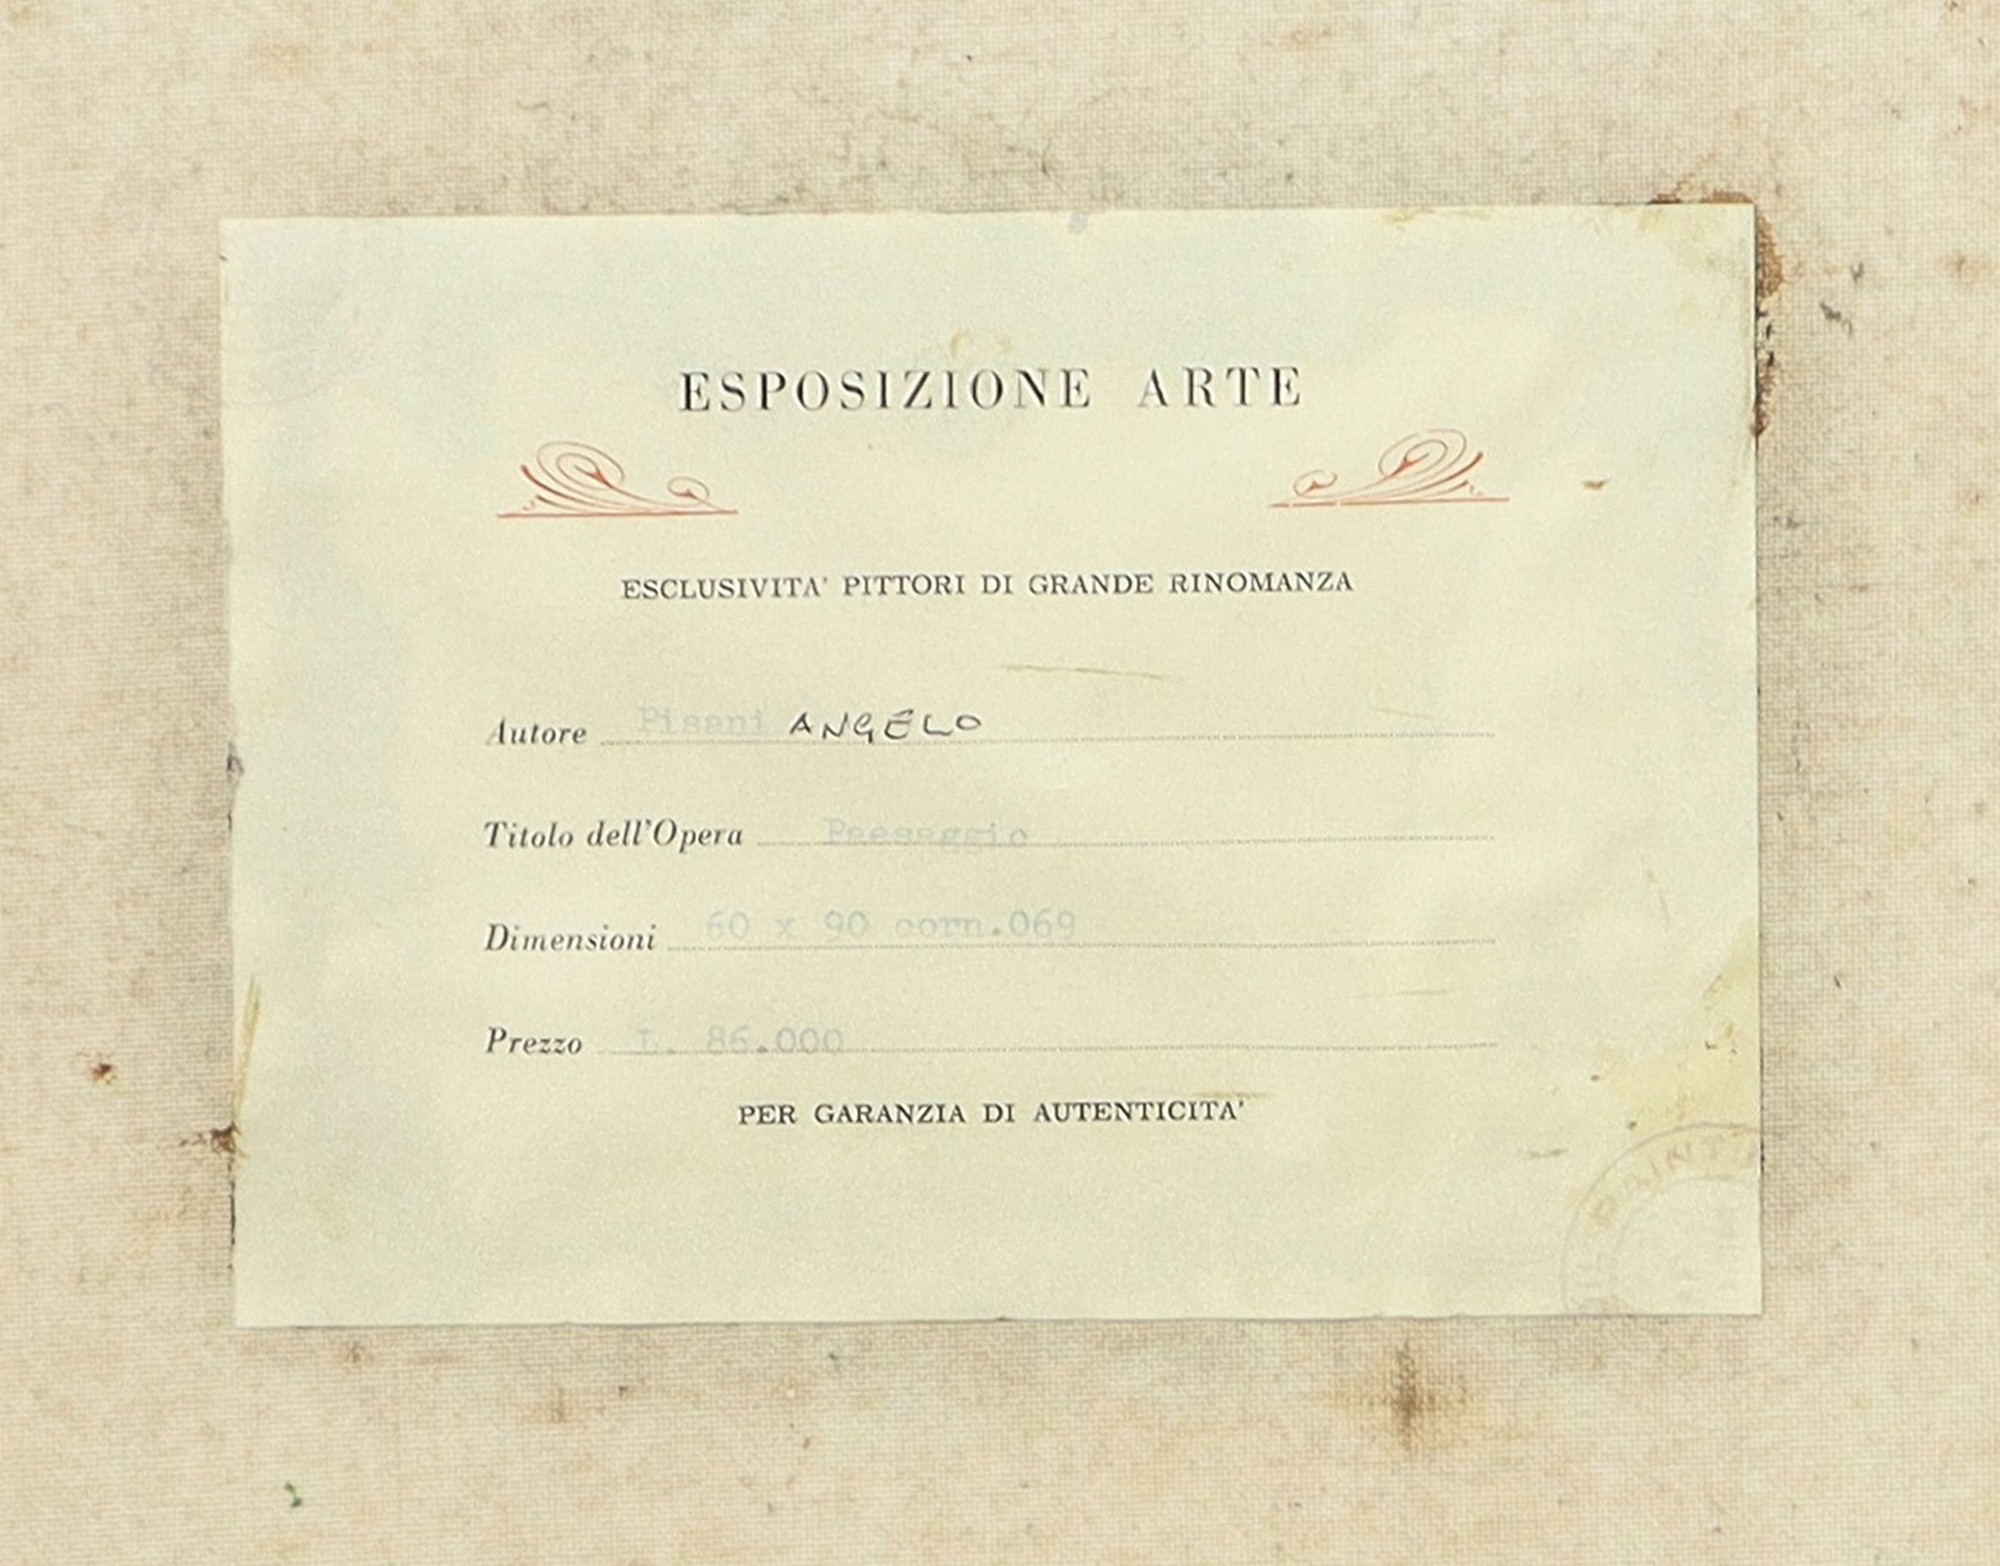 ESPOSIZIONE ARTE
ESCLUSIVITA' PITTORI DI GRANDE RINOMANZA
Autore Pisani ANGELO
Titolo dell'Opera Paesaggio
Dimensioni 60 x 90 corn.069
Prezzo L. 86.000
PER GARANZIA DI AUTENTICITA'